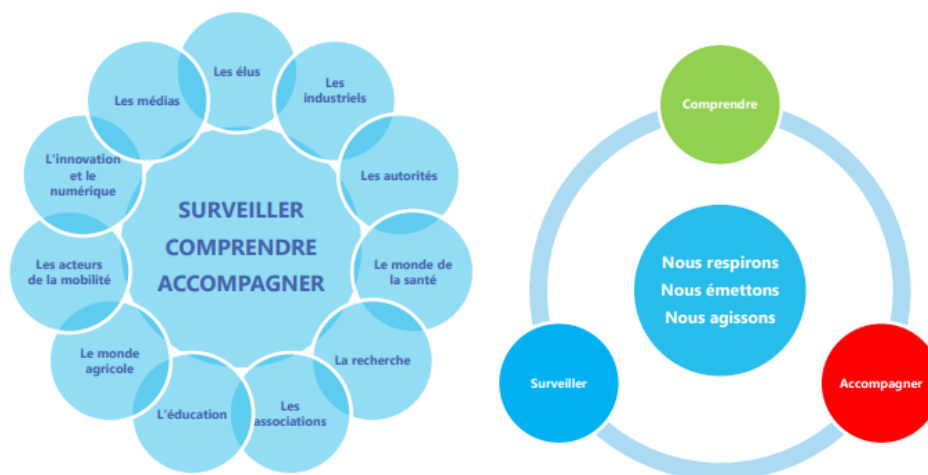 Les élus
Les
industriels
Les autorités
Le monde de
la santé
La recherche
Les
associations
L'éducation
Le monde
agricole
Les acteurs
de la mobilité
L'innovation
et le
numérique
Les médias
SURVEILLER
COMPRENDRE
ACCOMPAGNER
Comprendre
Nous respirons
Nous émettons
Nous agissons
Surveiller
Accompagner